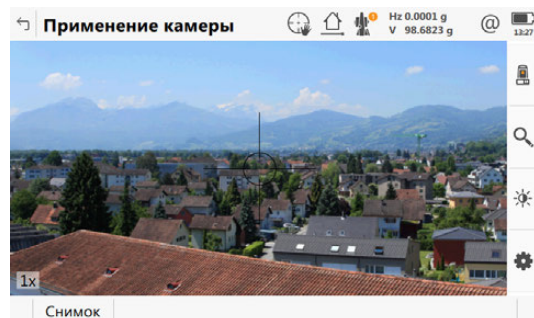 Применение камеры
Hz 0.0001 g
V 98.6823 g
@
13:27
1x
Снимок